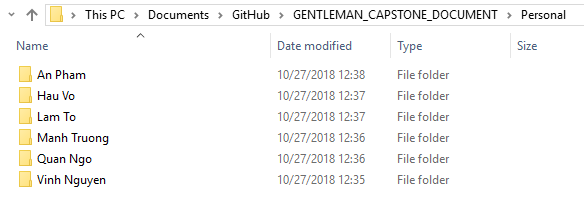 This PC > Documents > GitHub > GENTLEMAN_CAPSTONE_DOCUMENT > Personal
Name Date modified Type Size
An Pham 10/27/2018 12:38 File folder
Hau Vo 10/27/2018 12:37 File folder
Lam To 10/27/2018 12:37 File folder
Manh Truong 10/27/2018 12:36 File folder
Quan Ngo 10/27/2018 12:36 File folder
Vinh Nguyen 10/27/2018 12:35 File folder